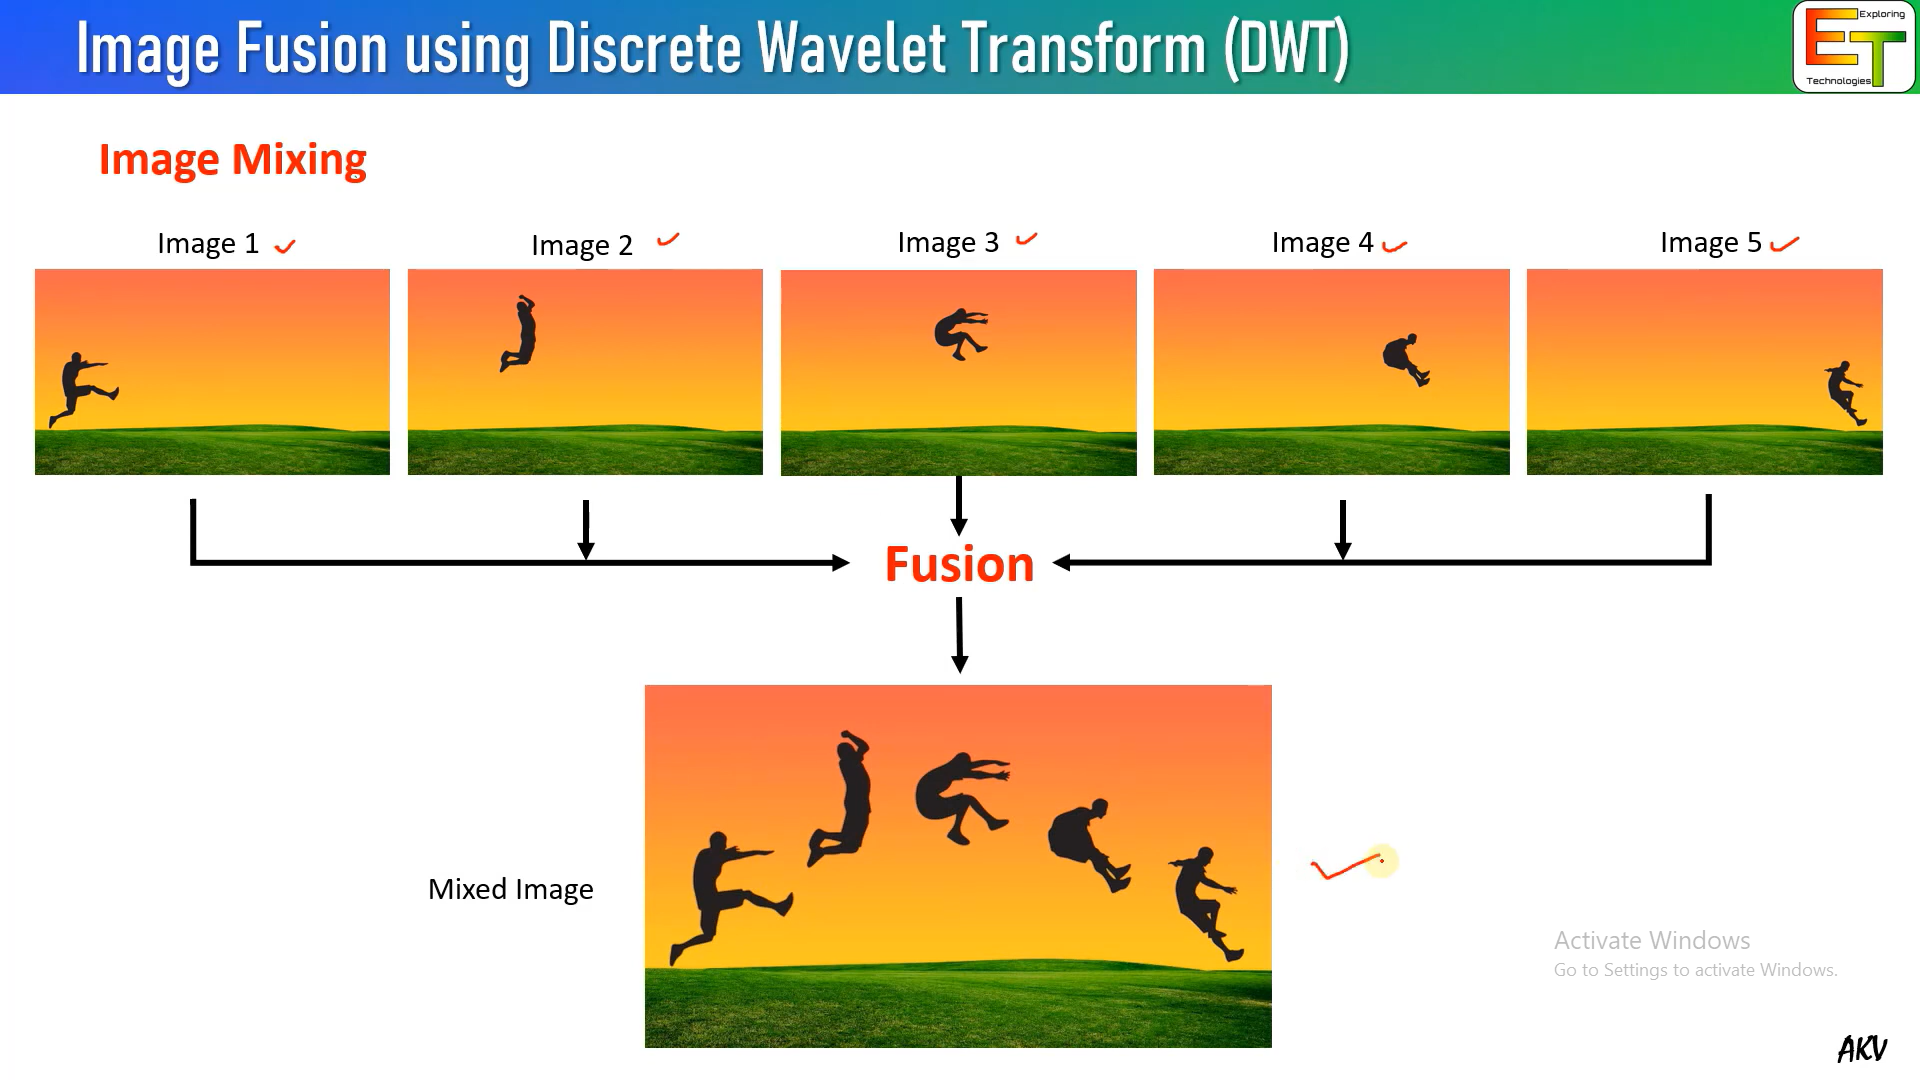 Image Fusion using Discrete Wavelet Transform (DWT)
Exploring
ET
Technologies
Image Mixing
Image 1
Image 2
Image 3
Image 4
Image 5
Fusion
Mixed Image
Activate Windows
Go to Settings to activate Windows.
AKV